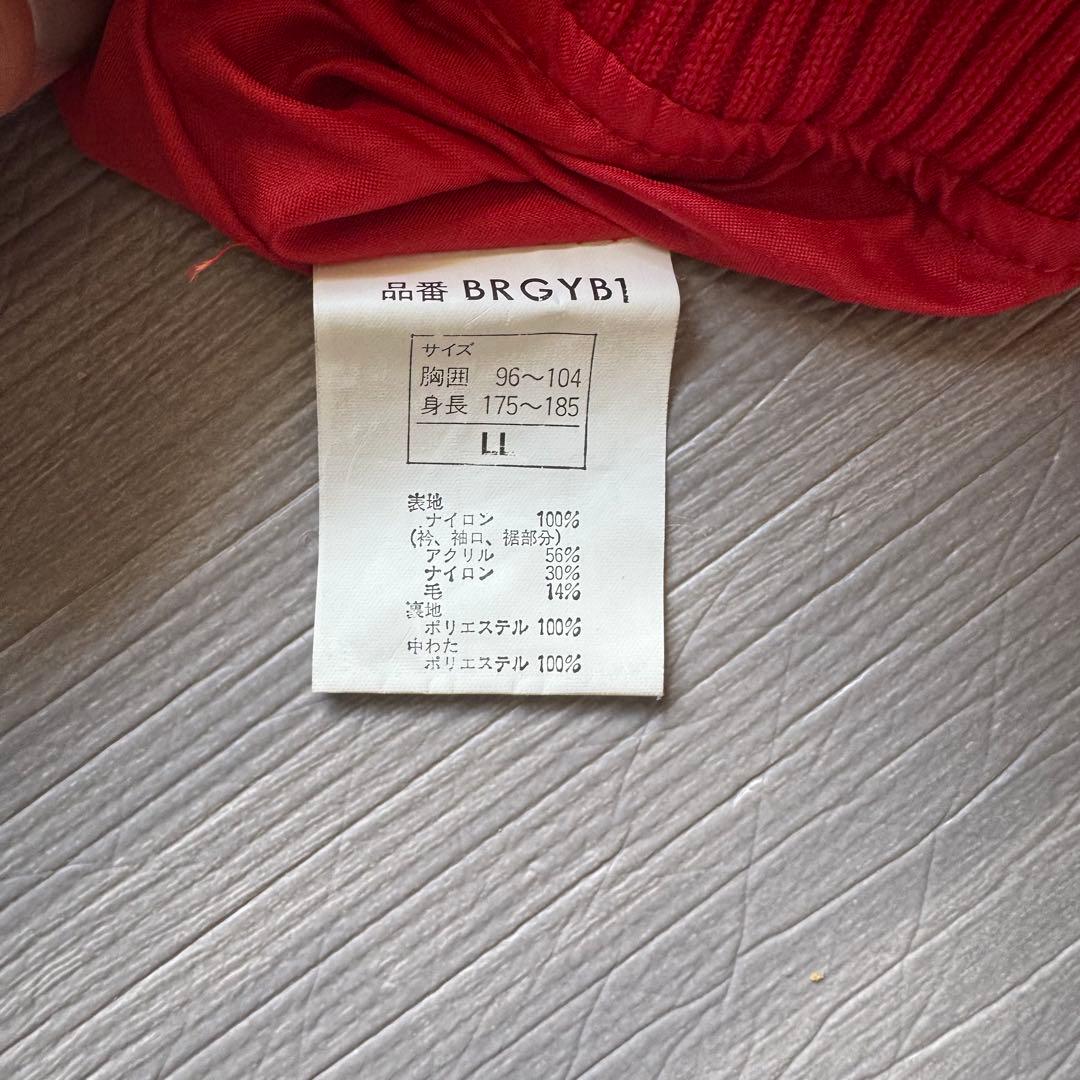 品番 BRGYB1
サイズ
胸囲 96〜104
身長 175〜185
LL
表地
ナイロン 100%
(衿、袖口、裾部分)
アクリル 56%
ナイロン 30%
毛 14%
裏地
ポリエステル 100%
中わた
ポリエステル 100%